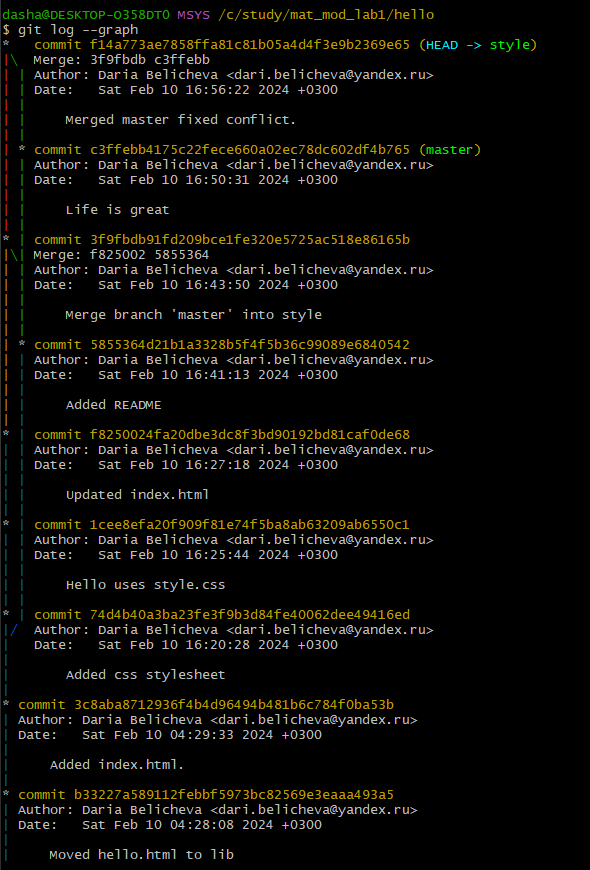 dasha@DESKTOP-O358DT0 MSYS /c/study/mat_mod_lab1/hello
$ git log --graph
*   commit f14a773ae7858ffa81c81b05a4d4f3e9b2369e65 (HEAD -> style)
|\  Merge: 3f9fbdb c3ffebb
| | Author: Daria Belicheva <dari.belicheva@yandex.ru>
| | Date:   Sat Feb 10 16:56:22 2024 +0300
| |
| |     Merged master fixed conflict.
| |
| * commit c3ffebb4175c22fece660a02ec78dc602df4b765 (master)
| | Author: Daria Belicheva <dari.belicheva@yandex.ru>
| | Date:   Sat Feb 10 16:50:31 2024 +0300
| |
| |     Life is great
| |
* | commit 3f9fbdb91fd209bce1fe320e5725ac518e86165b
|\| Merge: f825002 5855364
| | Author: Daria Belicheva <dari.belicheva@yandex.ru>
| | Date:   Sat Feb 10 16:43:50 2024 +0300
| |
| |     Merge branch 'master' into style
| |
| * commit 5855364d21b1a3328b5f4f5b36c99089e6840542
| | Author: Daria Belicheva <dari.belicheva@yandex.ru>
| | Date:   Sat Feb 10 16:41:13 2024 +0300
| |
| |     Added README
| |
* | commit f8250024fa20dbe3dc8f3bd90192bd81caf0de68
| | Author: Daria Belicheva <dari.belicheva@yandex.ru>
| | Date:   Sat Feb 10 16:27:18 2024 +0300
| |
| |     Updated index.html
| |
* | commit 1cee8efa20f909f81e74f5ba8ab63209ab6550c1
| | Author: Daria Belicheva <dari.belicheva@yandex.ru>
| | Date:   Sat Feb 10 16:25:44 2024 +0300
| |
| |     Hello uses style.css
| |
* | commit 74d4b40a3ba23fe3f9b3d84fe40062dee49416ed
|/  Author: Daria Belicheva <dari.belicheva@yandex.ru>
|   Date:   Sat Feb 10 16:20:28 2024 +0300
|
|       Added css stylesheet
|
* commit 3c8aba8712936f4b4d96494b481b6c784f0ba53b
| Author: Daria Belicheva <dari.belicheva@yandex.ru>
| Date:   Sat Feb 10 04:29:33 2024 +0300
|
|     Added index.html.
|
* commit b33227a589112febbf5973bc82569e3eaaa493a5
| Author: Daria Belicheva <dari.belicheva@yandex.ru>
| Date:   Sat Feb 10 04:28:08 2024 +0300
|
|     Moved hello.html to lib